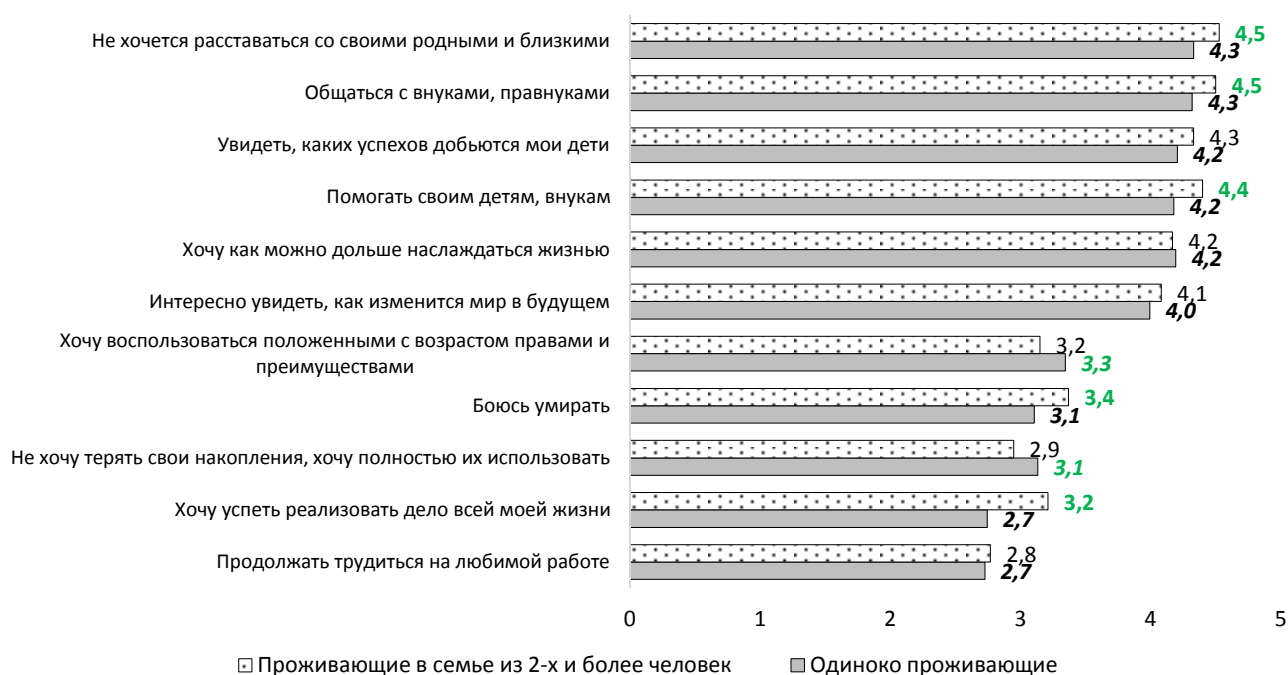 Не хочется расставаться со своими родными и близкими
4,5
4,3
Общаться с внуками, правнуками
4,5
4,3
Увидеть, каких успехов добьются мои дети
4,3
4,2
Помогать своим детям, внукам
4,4
4,2
Хочу как можно дольше наслаждаться жизнью
4,2
4,2
Интересно увидеть, как изменится мир в будущем
4,1
4,0
Хочу воспользоваться положенными с возрастом правами и
преимуществами
3,2
3,3
Боюсь умирать
3,4
3,1
Не хочу терять свои накопления, хочу полностью их использовать
2,9
3,1
Хочу успеть реализовать дело всей моей жизни
3,2
2,7
Продолжать трудиться на любимой работе
2,8
2,7
0 1 2 3 4 5
Проживающие в семье из 2-х и более человек Одиноко проживающие